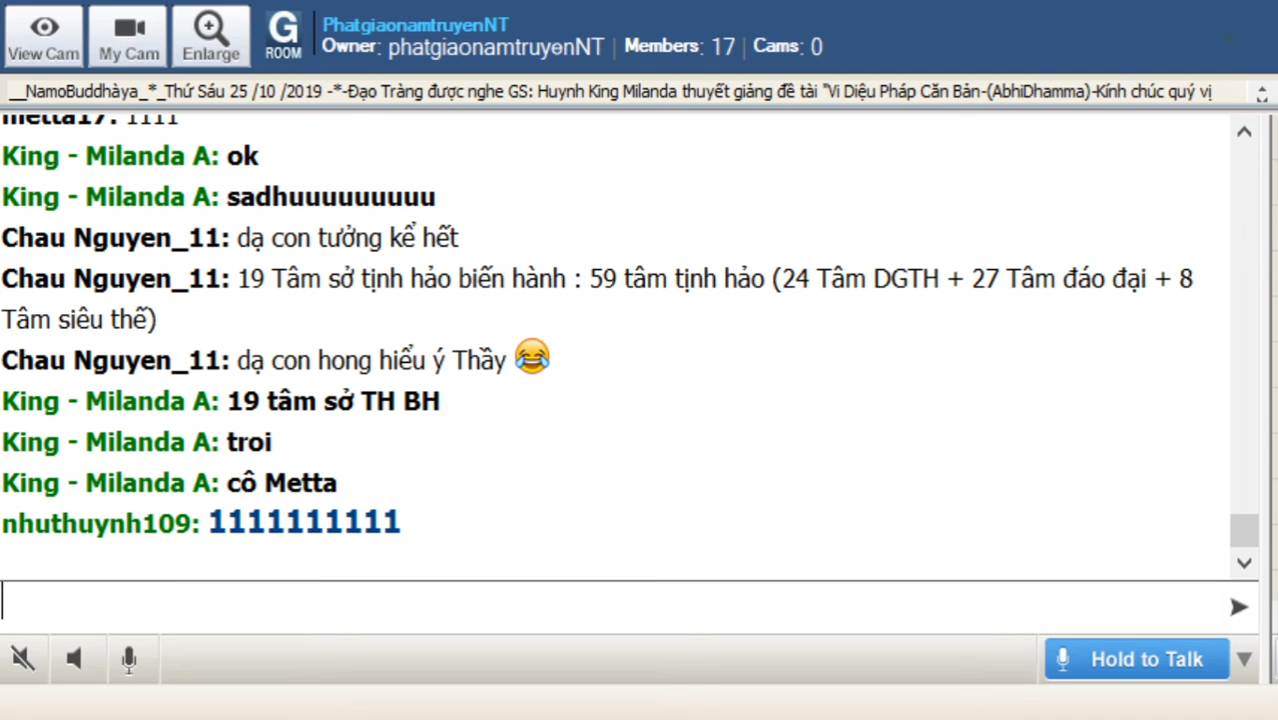 View Cam
My Cam
Enlarge
G
ROOM
PhatgiaonamtruyenNT
Owner: phatgiaonamtruyenNT | Members: 17 | Cams: 0
__NamoBuddhàya_*_Thứ Sáu 25 /10 /2019 -*-Đạo Tràng được nghe GS: Huynh King Milanda thuyết giảng đề tài "Vi Diệu Pháp Căn Bản-(AbhiDhamma)-Kính chúc quý vị
metta17: 1111
King - Milanda A: ok
King - Milanda A: sadhuuuuuuuuu
Chau Nguyen_11: dạ con tưởng kể hết
Chau Nguyen_11: 19 Tâm sở tịnh hảo biến hành : 59 tâm tịnh hảo (24 Tâm DGTH + 27 Tâm đáo đại + 8
Tâm siêu thế)
Chau Nguyen_11: dạ con hong hiểu ý Thầy 😂
King - Milanda A: 19 tâm sở TH BH
King - Milanda A: troi
King - Milanda A: cô Metta
nhuthuynh109: 1111111111
Hold to Talk